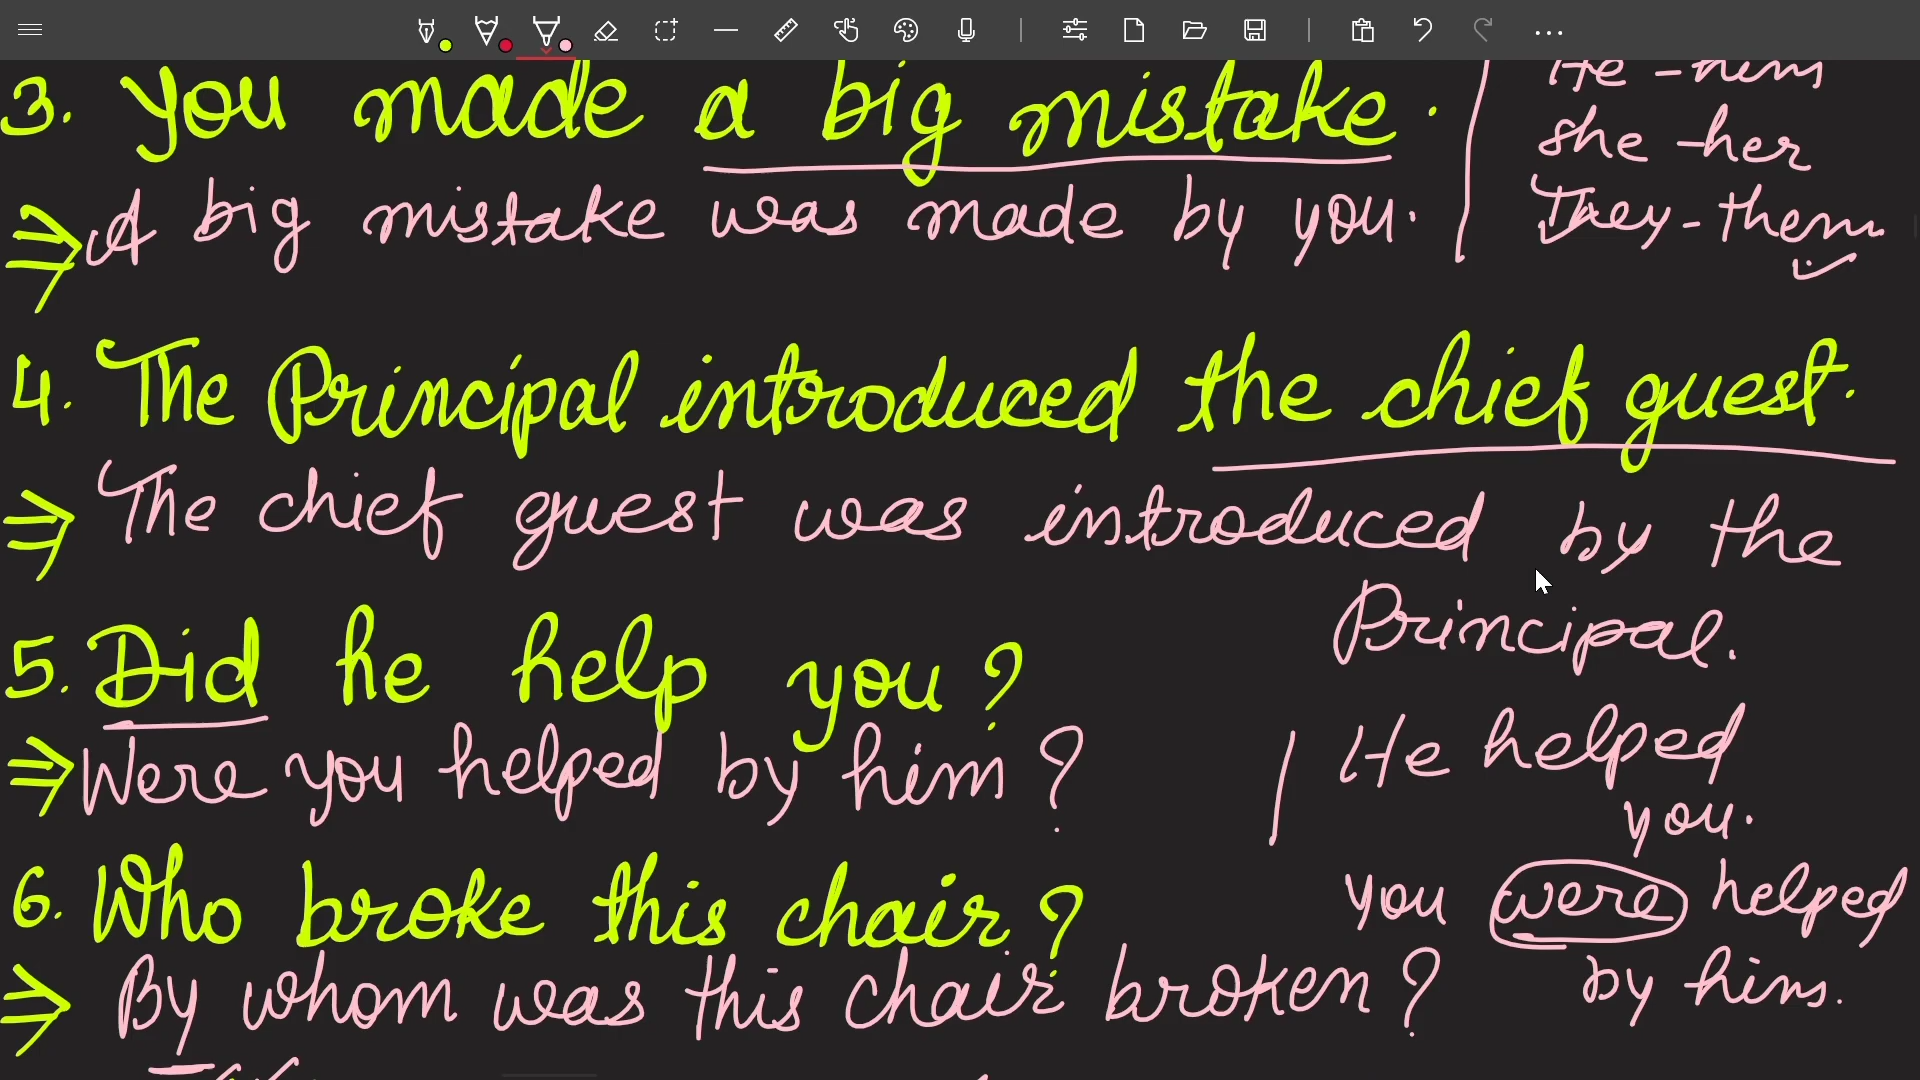 He - him
3. You made a big mistake.
she - her
A big mistake was made by you.
They - them
4. The Principal introduced the chief guest.
The chief guest was introduced by the
Principal.
5. Did he help you?
Were you helped by him?
He helped
you.
6. Who broke this chair?
you were helped
by him.
By whom was this chair broken?